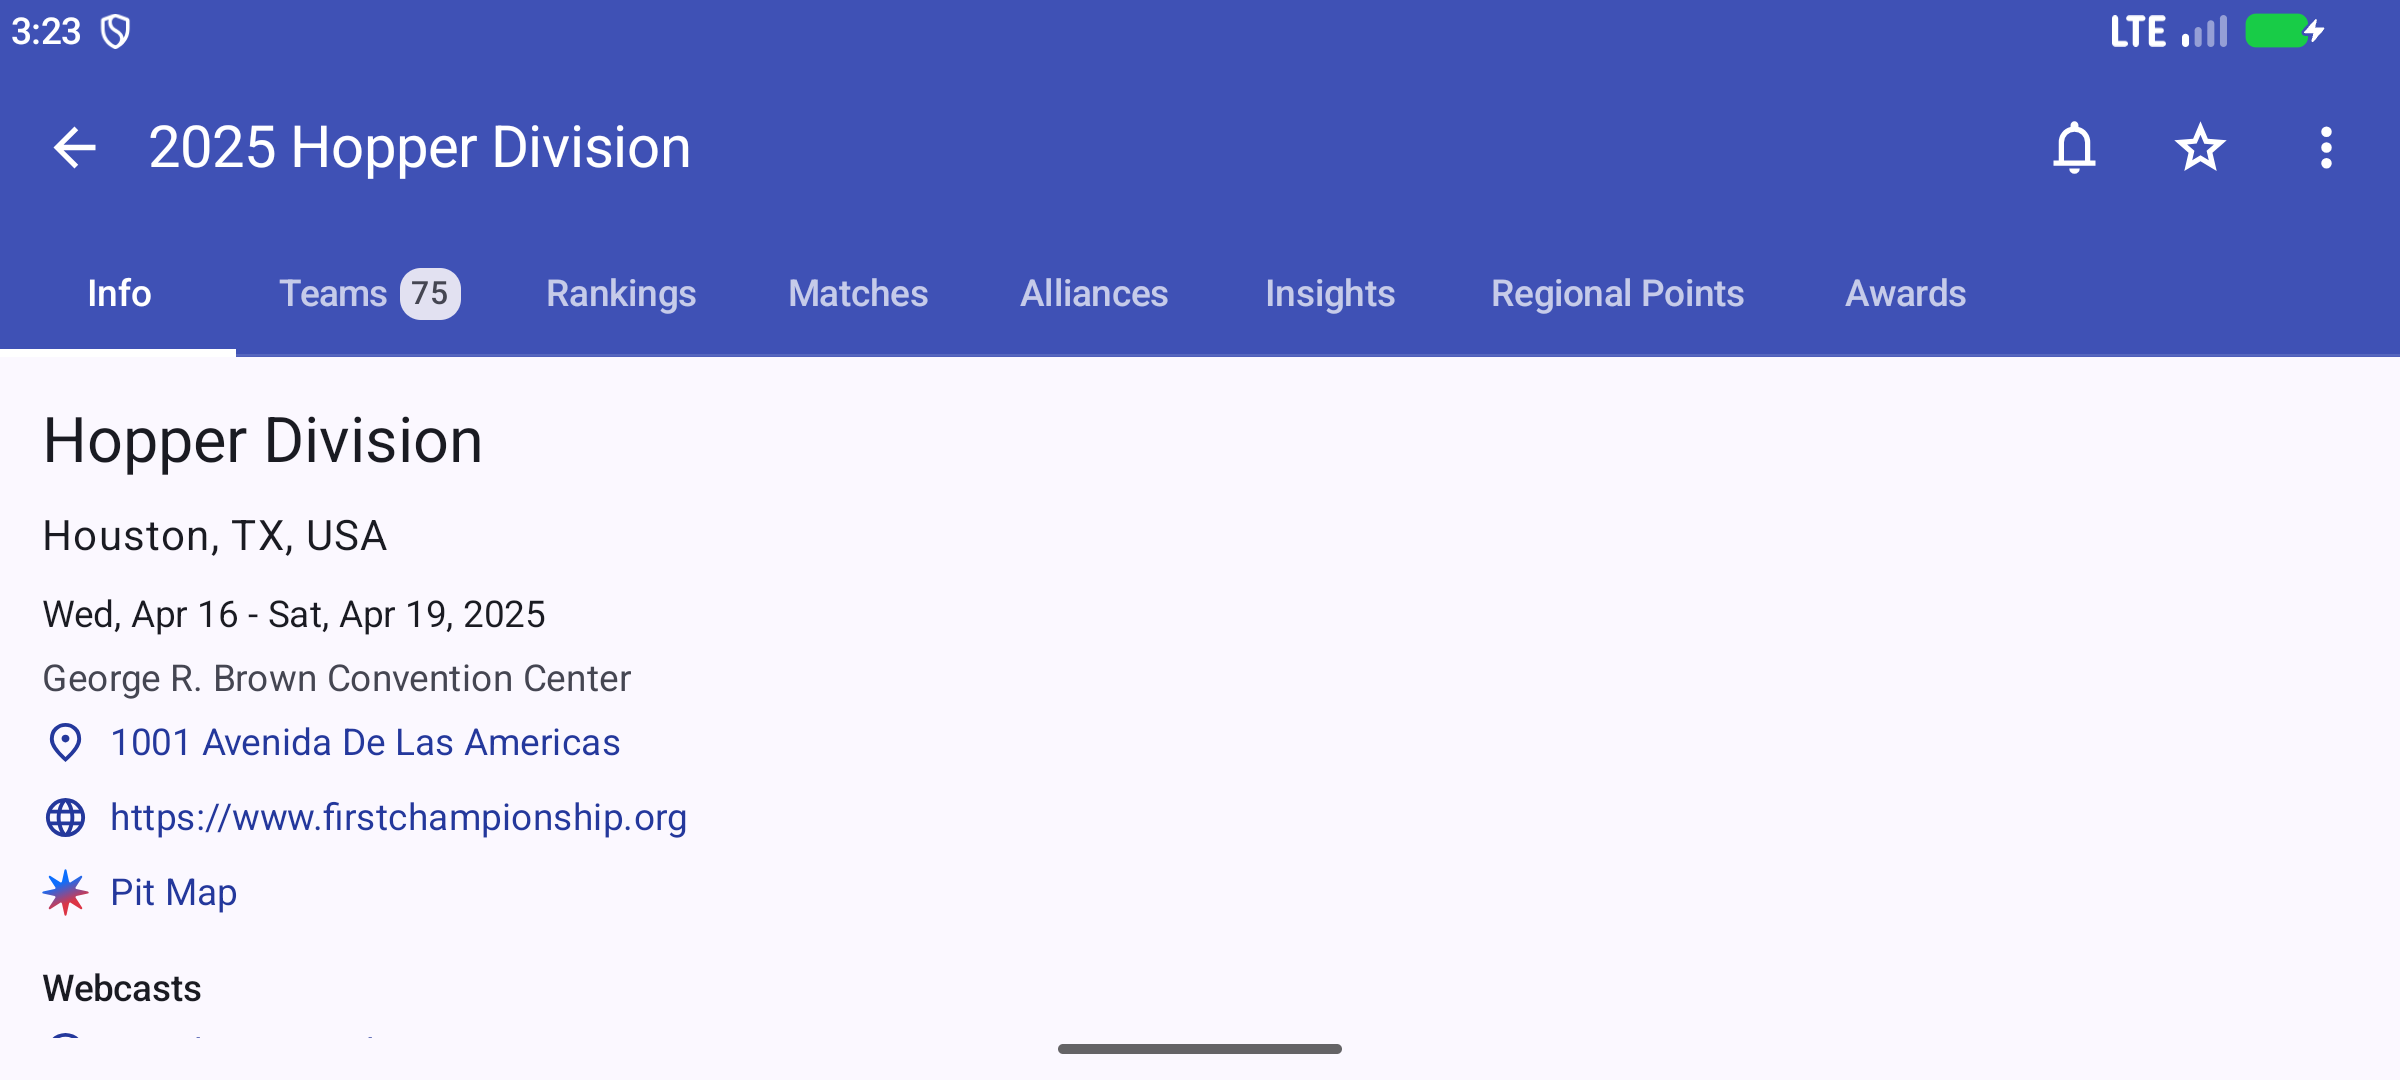 3:23
LTE
2025 Hopper Division
Info
Teams 75
Rankings
Matches
Alliances
Insights
Regional Points
Awards
Hopper Division
Houston, TX, USA
Wed, Apr 16 - Sat, Apr 19, 2025
George R. Brown Convention Center
1001 Avenida De Las Americas
https://www.firstchampionship.org
Pit Map
Webcasts